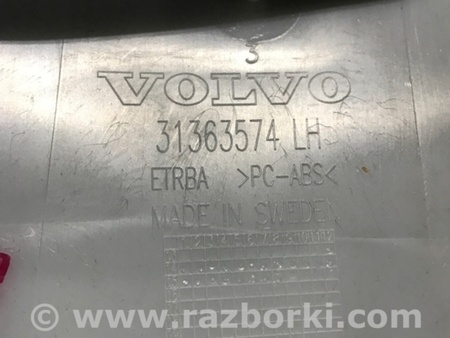 3
VOLVO
31363574 LH
ETRBA >PC-ABS<
MADE IN SWEDEN
© www.razborki.com